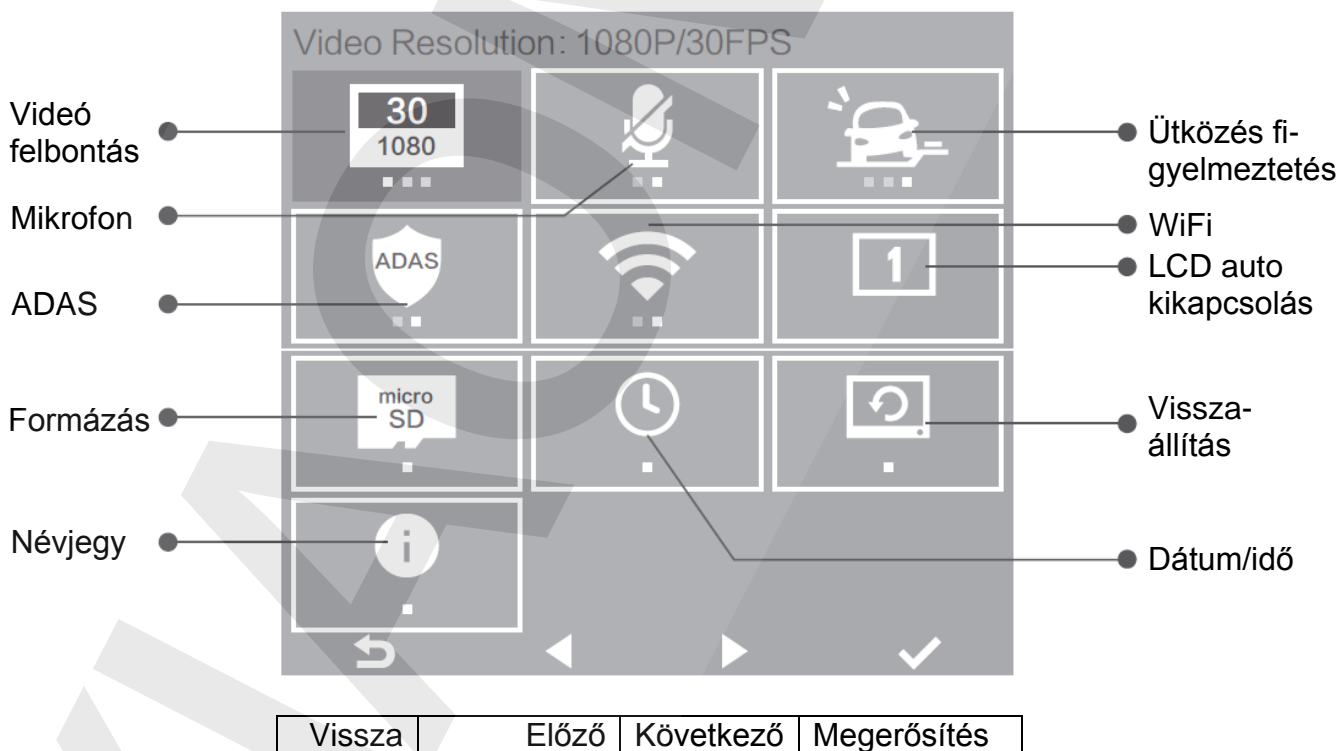 Video Resolution: 1080P/30FPS
30
1080
Videó
felbontás
Ütközés fi-
gyelmeztetés
Mikrofon
WiFi
ADAS
ADAS
1
LCD auto
kikapcsolás
micro
SD
Formázás
Vissza-
állítás
i
Névjegy
Dátum/idő
Vissza Előző Következő Megerősítés